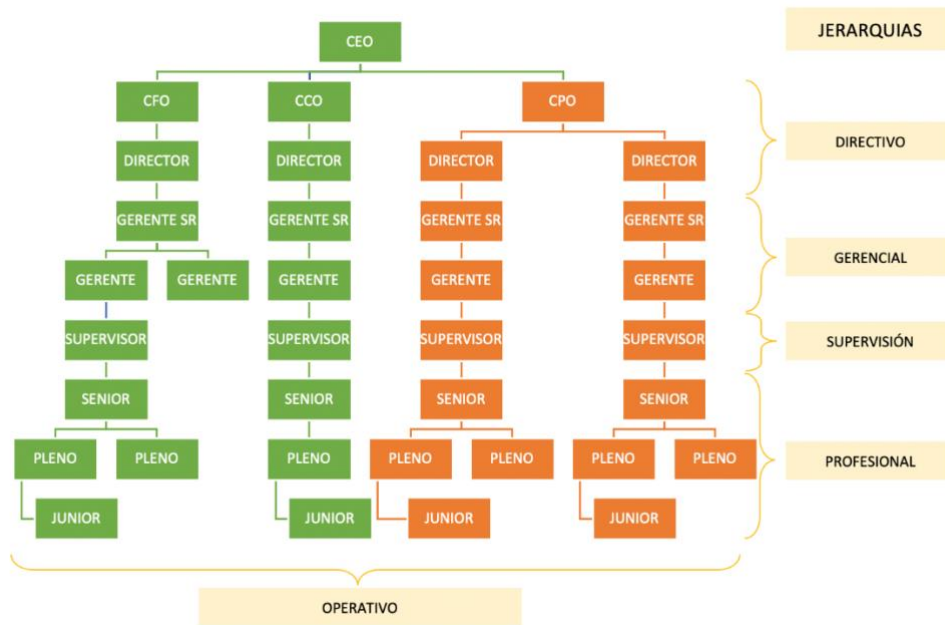 JERARQUIAS
CEO
CFO
CCO
CPO
DIRECTIVO
DIRECTOR
DIRECTOR
DIRECTOR
DIRECTOR
GERENTE SR
GERENTE SR
GERENTE SR
GERENTE SR
GERENCIAL
GERENTE
GERENTE
GERENTE
GERENTE
GERENTE
SUPERVISOR
SUPERVISOR
SUPERVISOR
SUPERVISOR
SUPERVISIÓN
SENIOR
SENIOR
SENIOR
SENIOR
PLENO
PLENO
PLENO
PLENO
PLENO
PLENO
PLENO
PROFESIONAL
JUNIOR
JUNIOR
JUNIOR
JUNIOR
OPERATIVO